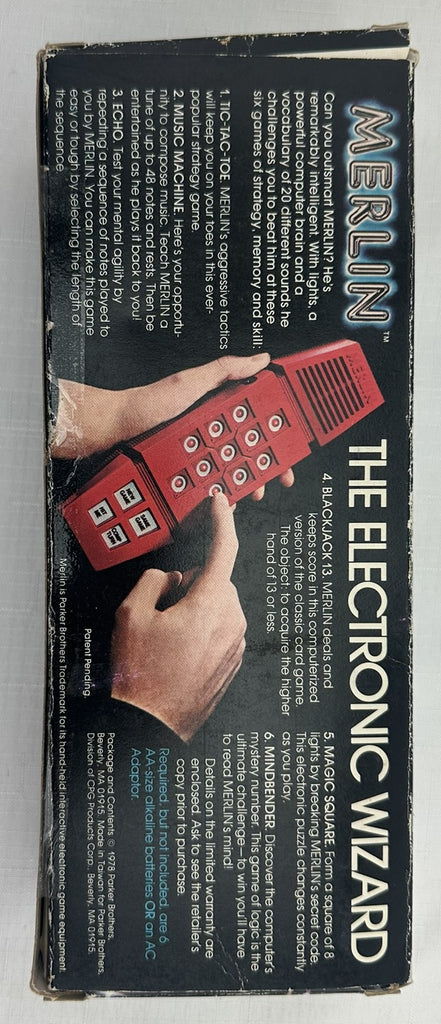 MERLIN™
THE ELECTRONIC WIZARD
Can you outsmart MERLIN? He's
remarkably intelligent. With lights, a
powerful computer brain and a
vocabulary of 20 different sounds he
challenges you to beat him at these
six games of strategy, memory and skill:
1. TIC-TAC-TOE. MERLIN's aggressive tactics
will keep you on your toes in this ever-
popular strategy game.
2. MUSIC MACHINE. Here's your opportu-
nity to compose music. Teach MERLIN a
tune of up to 48 notes and rests. Then be
entertained as he plays it back to you!
3. ECHO. Test your mental agility by
repeating a sequence of notes played to
you by MERLIN. You can make this game
easy or tough by selecting the length of
the sequence.
4. BLACKJACK 13. MERLIN deals and
keeps score in this computerized
version of the classic card game.
The object: to acquire the higher
hand of 13 or less.
5. MAGIC SQUARE. Form a square of 8
lights by breaking MERLIN's secret code.
This electronic puzzle changes constantly
as you play.
6. MINDBENDER. Discover the computer's
mystery number. This game of logic is the
ultimate challenge—to win you'll have
to read MERLIN's mind!
Details on the limited warranty are
enclosed. Ask to see the retailer's
copy prior to purchase.
Required, but not included, are 6
AA-size alkaline batteries OR an AC
Adaptor.
MERLIN
NEW GAME
SAME GAME
HIT ME
COMP TURN
Patent Pending.
Package and Contents © 1978 Parker Brothers,
Beverly, MA 01915. Made in Taiwan for Parker Brothers,
Division of CPG Products Corp., Beverly, MA 01915.
Merlin is Parker Brothers Trademark for its hand-held interactive electronic game equipment.